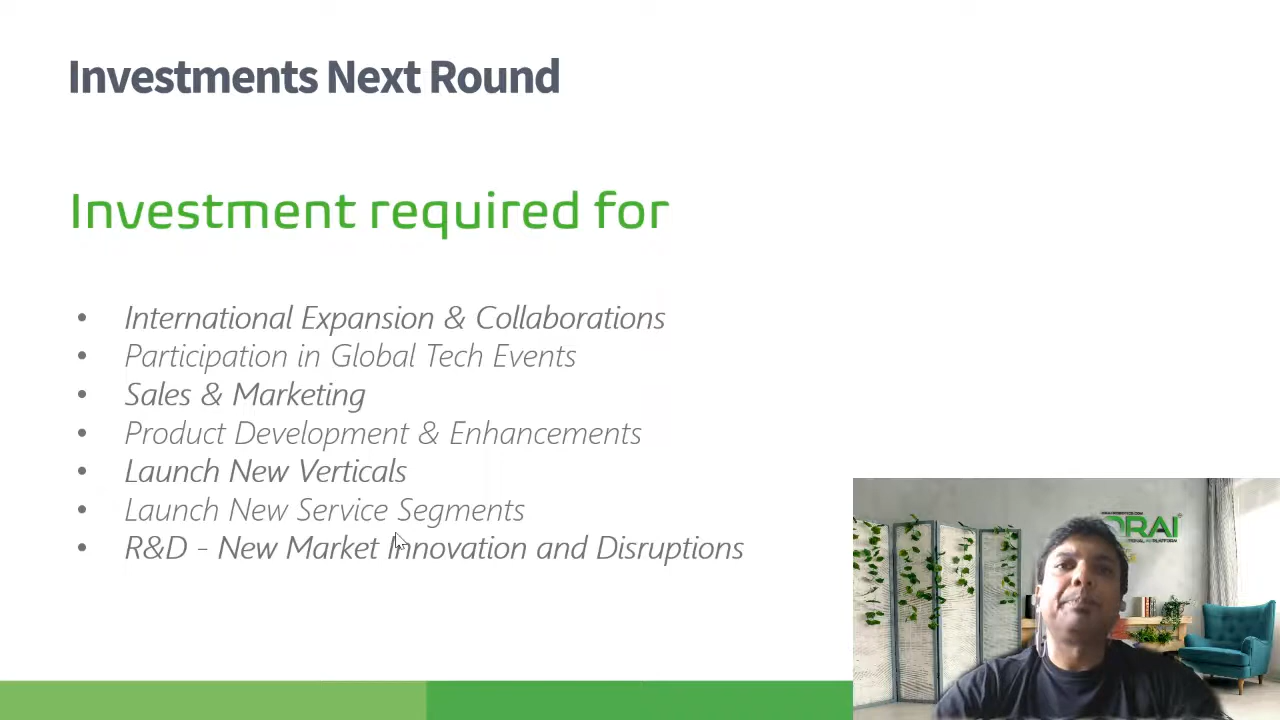 Investments Next Round
Investment required for
• International Expansion & Collaborations
• Participation in Global Tech Events
• Sales & Marketing
• Product Development & Enhancements
• Launch New Verticals
• Launch New Service Segments
• R&D - New Market Innovation and Disruptions
ORAI